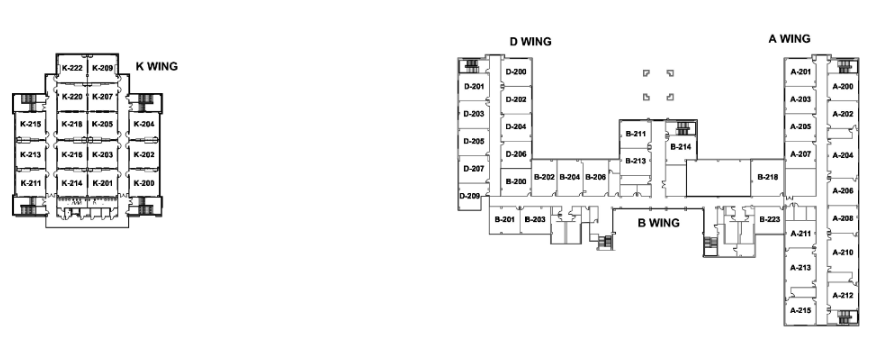 D WING
A WING
K WING
K-222 K-209
K-220 K-207
K-215 K-218 K-205 K-204
K-213 K-216 K-203 K-202
K-211 K-214 K-201 K-200
D-200
D-201
D-202
D-203
D-204
D-205
D-206
D-207
D-209
B-200
B-202 B-204 B-206
B-211
B-213
B-214
B-218
B-201 B-203
B WING
B-223
A-201
A-200
A-203
A-202
A-205
A-207
A-204
A-206
A-208
A-211
A-210
A-213
A-212
A-215